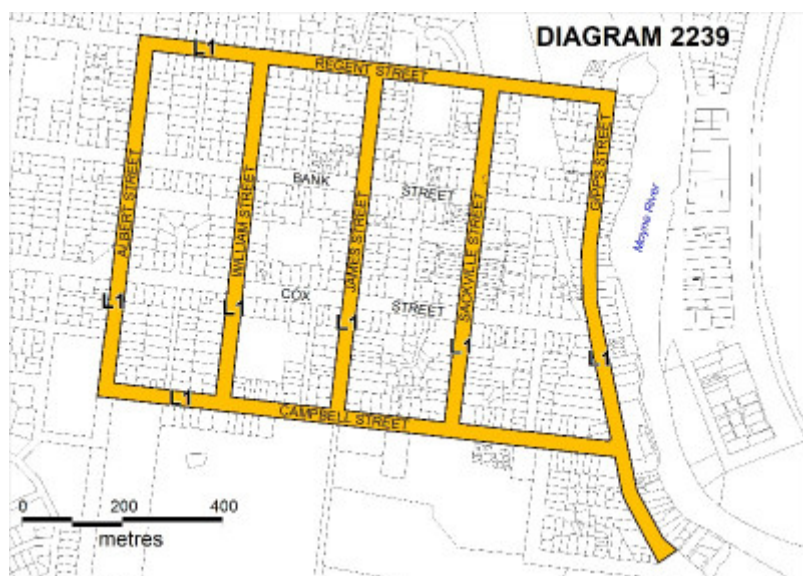 DIAGRAM 2239
L1
REGENT STREET
GIPPS STREET
ALBERT STREET
WILLIAM STREET
JAMES STREET
SACKVILLE STREET
BANK
STREET
Moyne River
COX
STREET
L1
L1
L1
L1
L1
L1
CAMPBELL STREET
0 200 400
metres